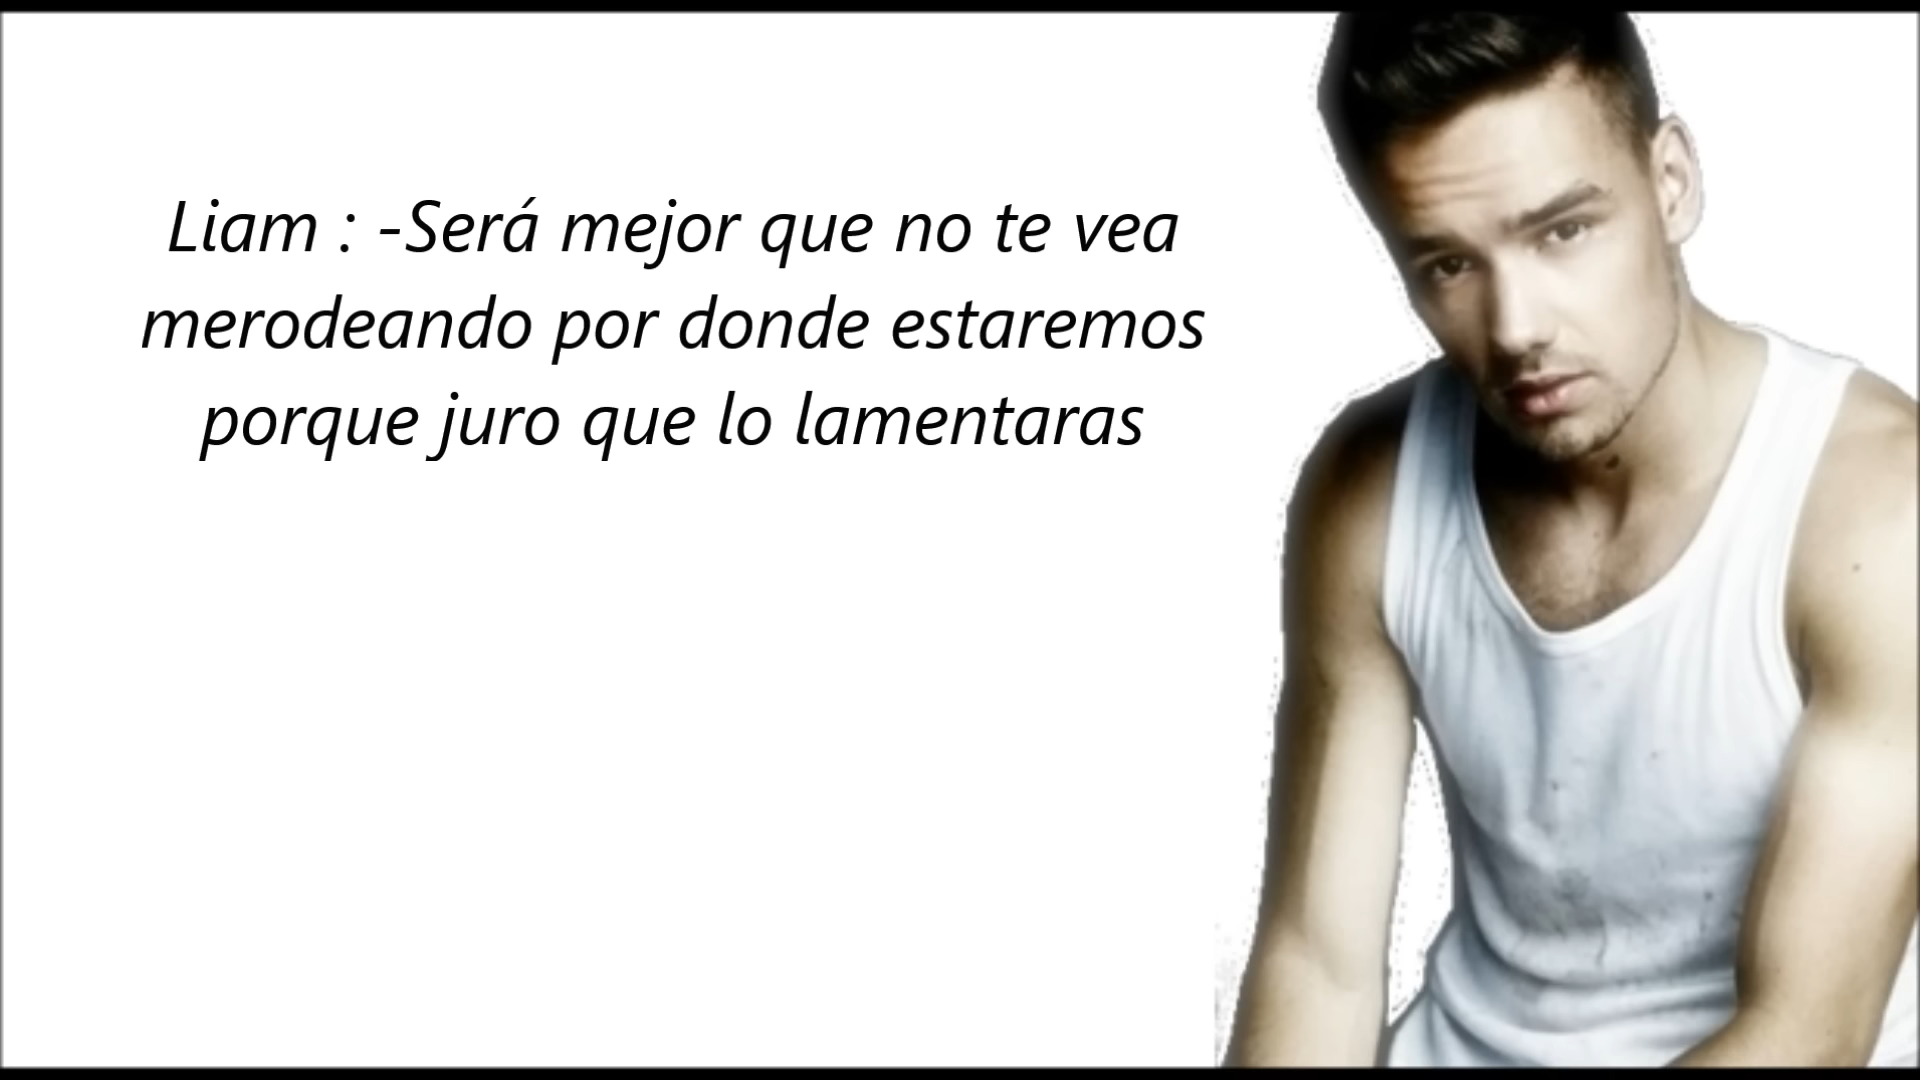 Liam : -Será mejor que no te vea
merodeando por donde estaremos
porque juro que lo lamentaras